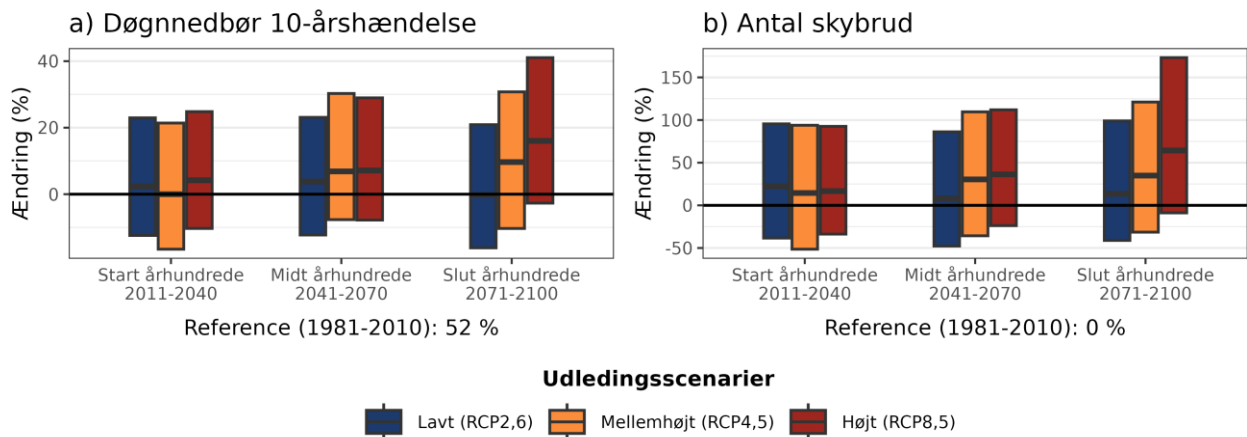 a) Døgnnedbør 10-årshændelse
Ændring (%)
40
20
0
Start århundrede
2011-2040
Midt århundrede
2041-2070
Slut århundrede
2071-2100
Reference (1981-2010): 52 %
b) Antal skybrud
Ændring (%)
150
100
50
0
-50
Start århundrede
2011-2040
Midt århundrede
2041-2070
Slut århundrede
2071-2100
Reference (1981-2010): 0 %
Udledingsscenarier
Lavt (RCP2,6)
Mellemhøjt (RCP4,5)
Højt (RCP8,5)